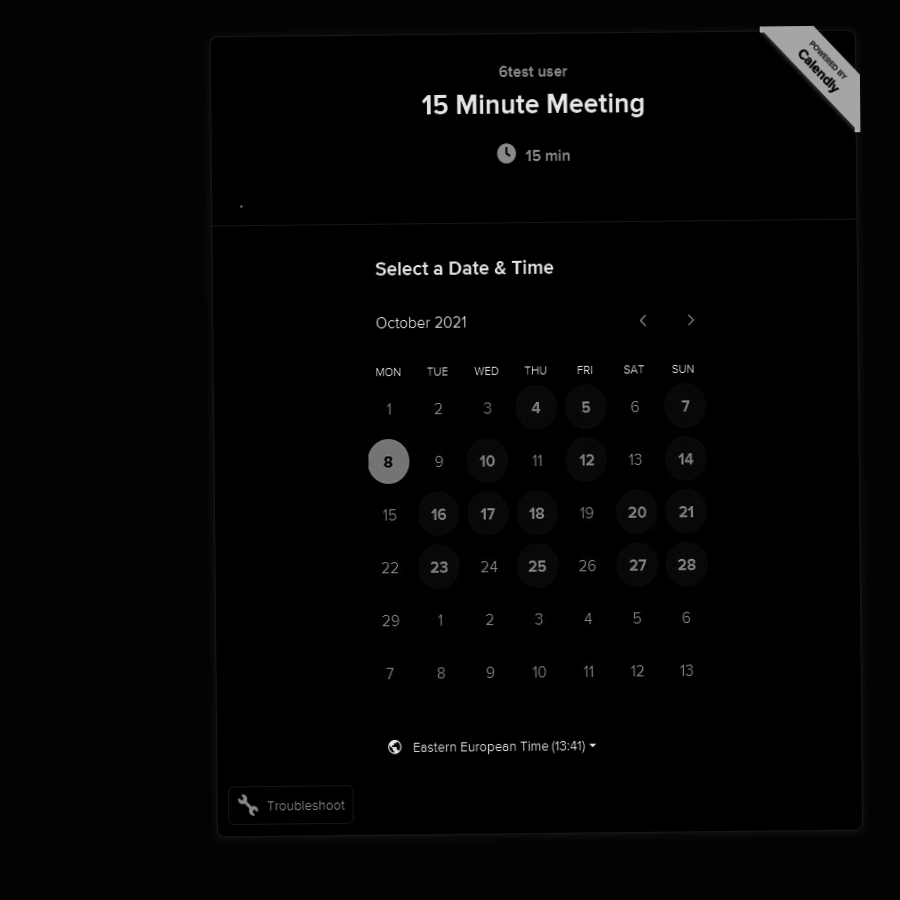 POWERED BY
Calendly
6test user
15 Minute Meeting
15 min
.
Select a Date & Time
October 2021
MON TUE WED THU FRI SAT SUN
1 2 3 4 5 6 7
8 9 10 11 12 13 14
15 16 17 18 19 20 21
22 23 24 25 26 27 28
29 1 2 3 4 5 6
7 8 9 10 11 12 13
Eastern European Time (13:41)
Troubleshoot